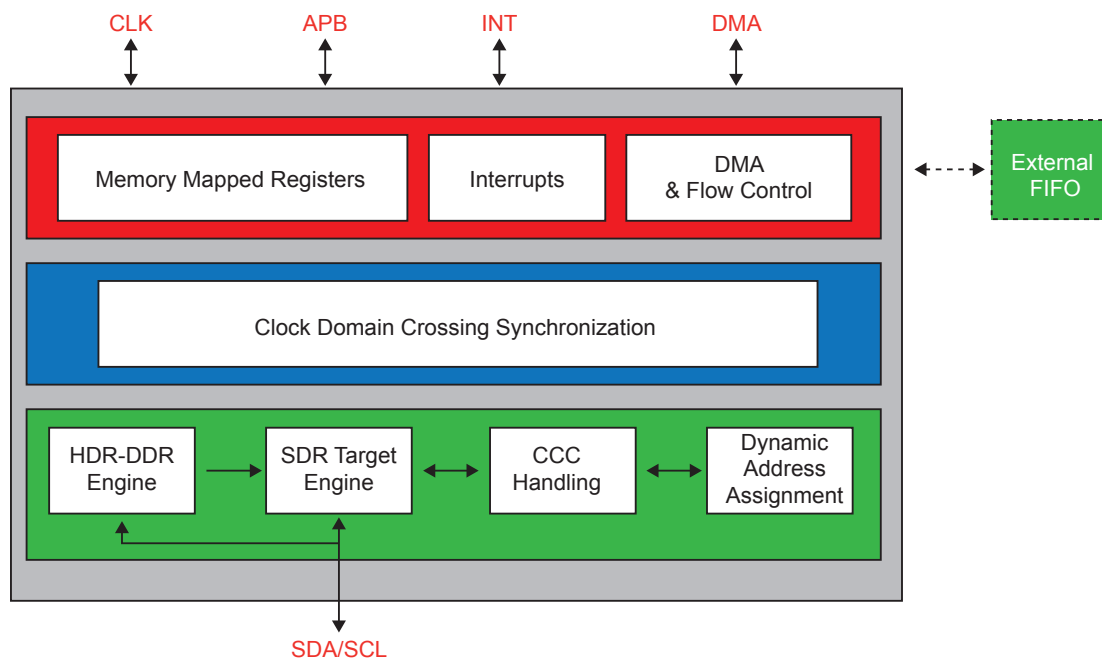 CLK
APB
INT
DMA
Memory Mapped Registers
Interrupts
DMA
& Flow Control
External
FIFO
Clock Domain Crossing Synchronization
HDR-DDR
Engine
SDR Target
Engine
CCC
Handling
Dynamic
Address
Assignment
SDA/SCL